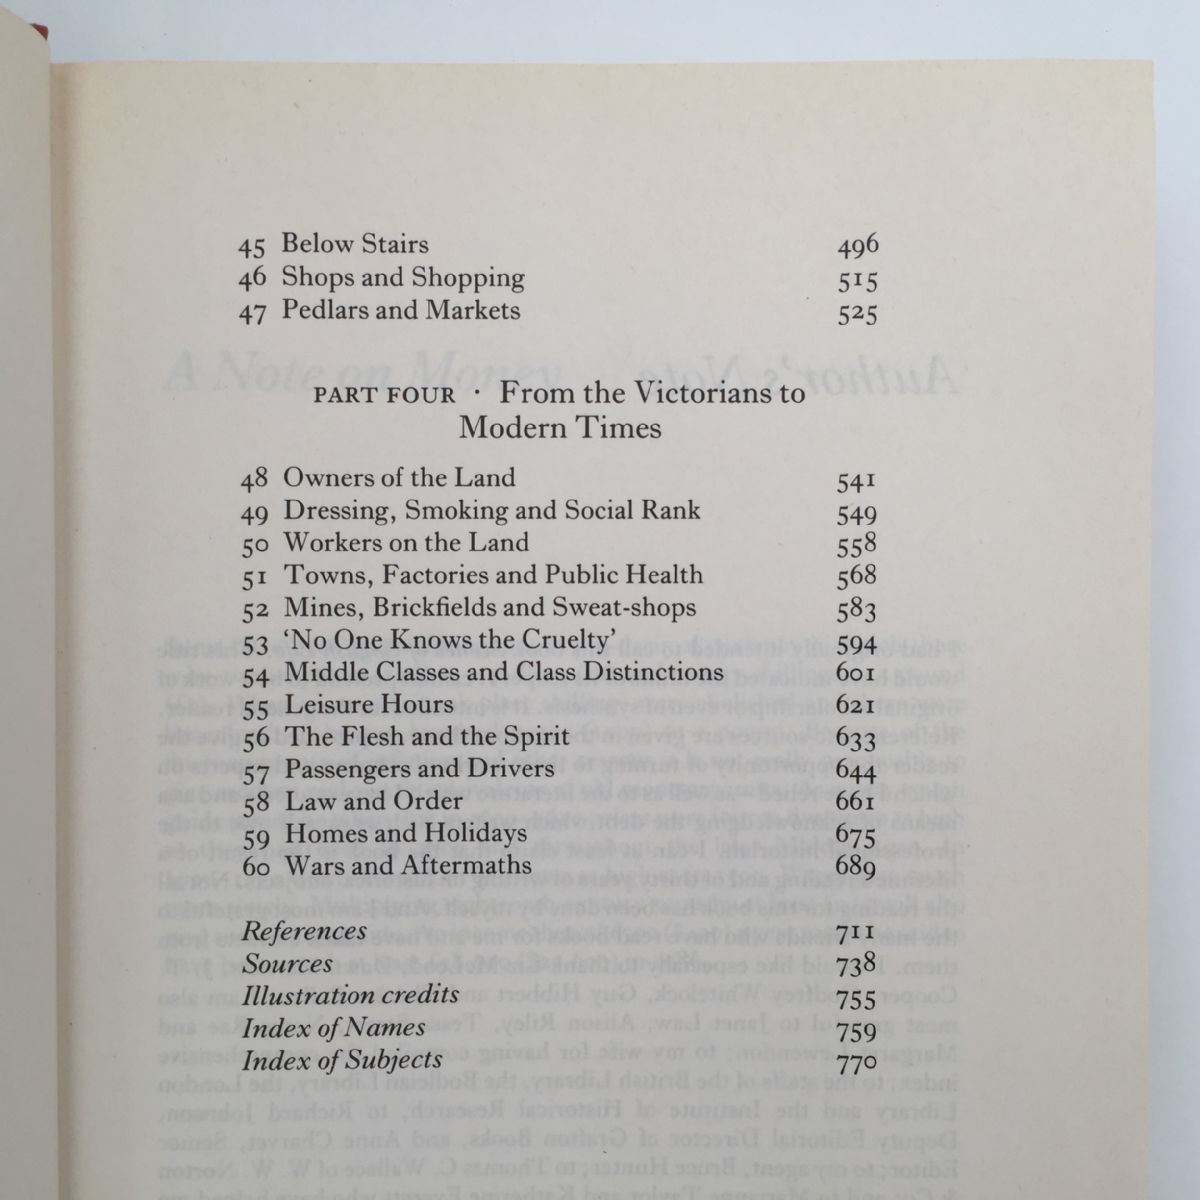 45 Below Stairs 496
46 Shops and Shopping 515
47 Pedlars and Markets 525
PART FOUR · From the Victorians to
Modern Times
48 Owners of the Land 541
49 Dressing, Smoking and Social Rank 549
50 Workers on the Land 558
51 Towns, Factories and Public Health 568
52 Mines, Brickfields and Sweat-shops 583
53 ‘No One Knows the Cruelty’ 594
54 Middle Classes and Class Distinctions 601
55 Leisure Hours 621
56 The Flesh and the Spirit 633
57 Passengers and Drivers 644
58 Law and Order 661
59 Homes and Holidays 675
60 Wars and Aftermaths 689
References 711
Sources 738
Illustration credits 755
Index of Names 759
Index of Subjects 770